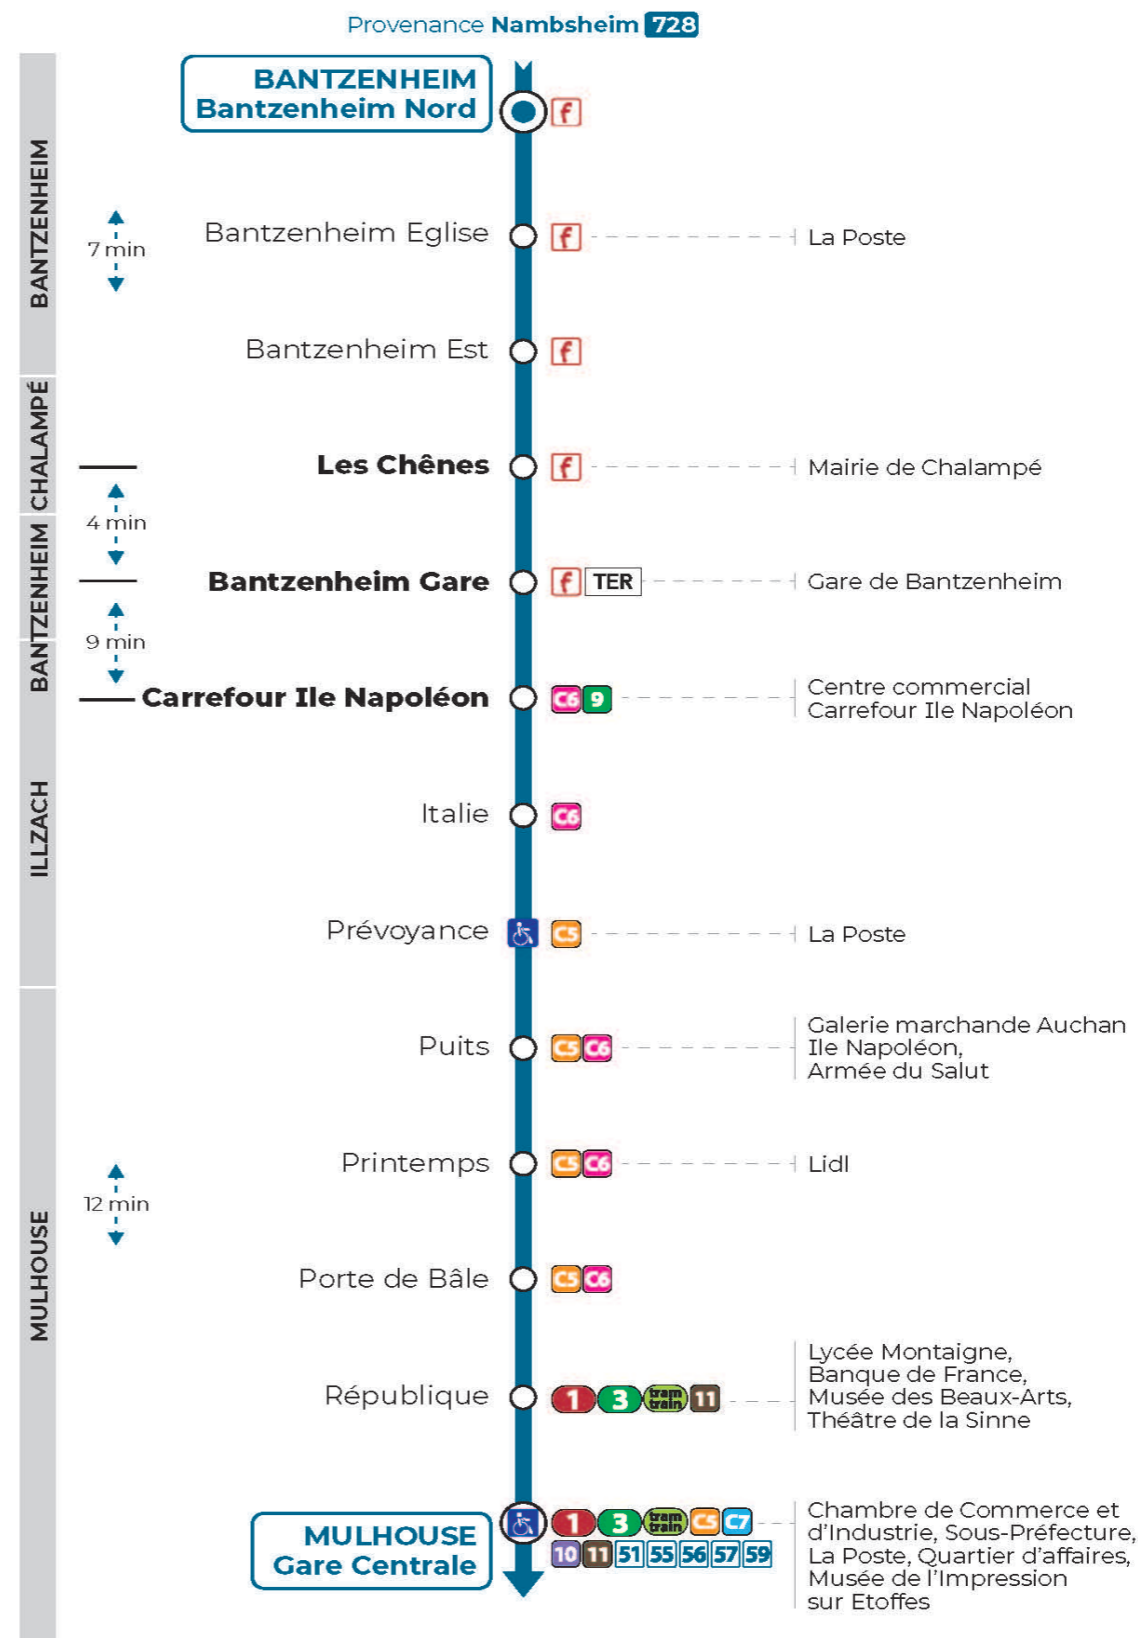 Provenance Nambsheim 728
BANTZENHEIM
Bantzenheim Nord
f
BANTZENHEIM
7 min
Bantzenheim Eglise
f
La Poste
Bantzenheim Est
f
CHALAMPÉ
Les Chênes
f
Mairie de Chalampé
4 min
BANTZENHEIM
Bantzenheim Gare
f TER
Gare de Bantzenheim
9 min
Carrefour Ile Napoléon
C6 9
Centre commercial
Carrefour Ile Napoléon
ILLZACH
Italie
C6
Prévoyance
C5
La Poste
MULHOUSE
Puits
C5 C6
Galerie marchande Auchan
Ile Napoléon,
Armée du Salut
12 min
Printemps
C5 C6
Lidl
Porte de Bâle
C5 C6
République
1 3 tram train 11
Lycée Montaigne,
Banque de France,
Musée des Beaux-Arts,
Théâtre de la Sinne
MULHOUSE
Gare Centrale
1 3 tram train C5 C7
10 11 51 55 56 57 59
Chambre de Commerce et
d'Industrie, Sous-Préfecture,
La Poste, Quartier d'affaires,
Musée de l'Impression
sur Etoffes